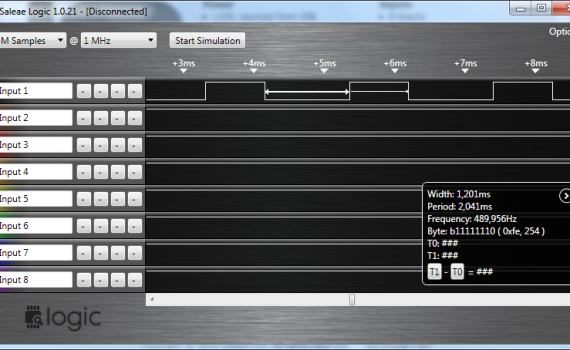 Saleae Logic 1.0.21 - [Disconnected]
Optio
M Samples @ 1 MHz Start Simulation
+3ms +4ms +5ms +6ms +7ms +8ms
Input 1 - - - -
Input 2 - - - -
Input 3 - - - -
Input 4 - - - -
Input 5 - - - -
Input 6 - - - -
Input 7 - - - -
Input 8 - - - -
Width: 1,201ms
Period: 2,041ms
Frequency: 489,956Hz
Byte: b11111110 ( 0xfe, 254 )
T0: ###
T1: ###
T1 - T0 = ###
logic